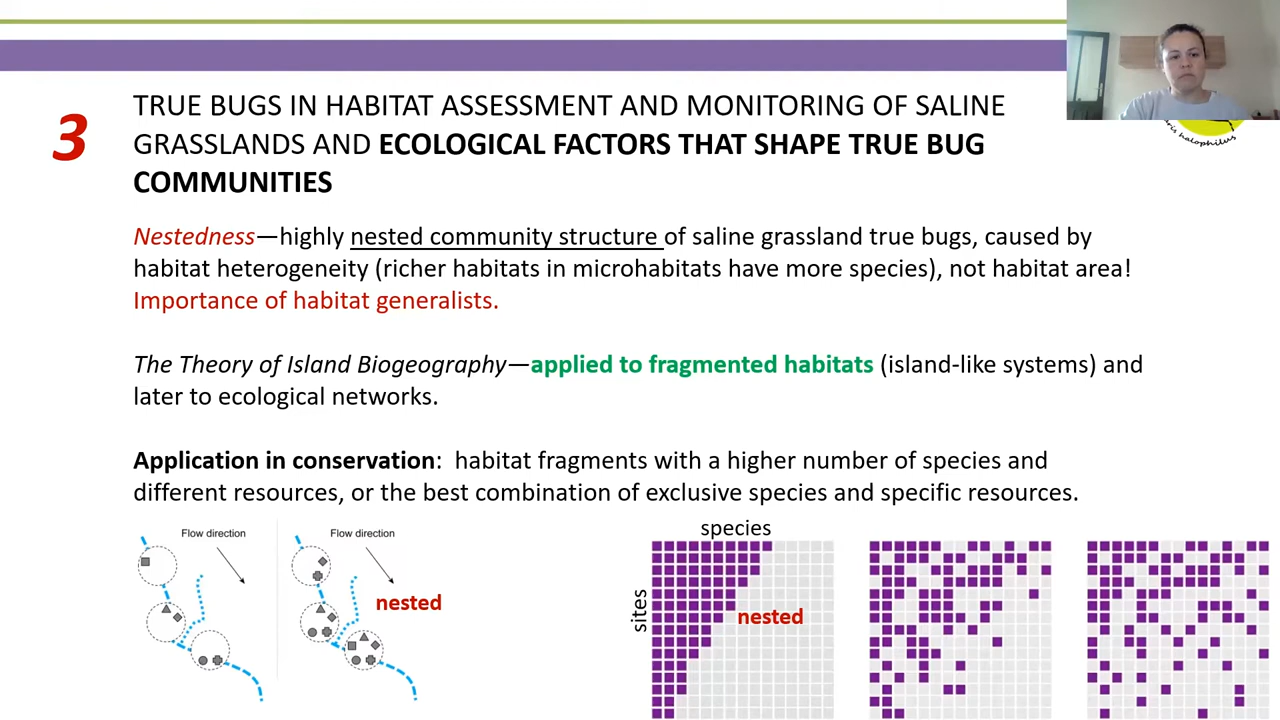 3
TRUE BUGS IN HABITAT ASSESSMENT AND MONITORING OF SALINE
GRASSLANDS AND ECOLOGICAL FACTORS THAT SHAPE TRUE BUG
COMMUNITIES
halophilus
Nestedness—highly nested community structure of saline grassland true bugs, caused by
habitat heterogeneity (richer habitats in microhabitats have more species), not habitat area!
Importance of habitat generalists.
The Theory of Island Biogeography—applied to fragmented habitats (island-like systems) and
later to ecological networks.
Application in conservation:  habitat fragments with a higher number of species and
different resources, or the best combination of exclusive species and specific resources.
Flow direction
Flow direction
nested
species
sites
nested